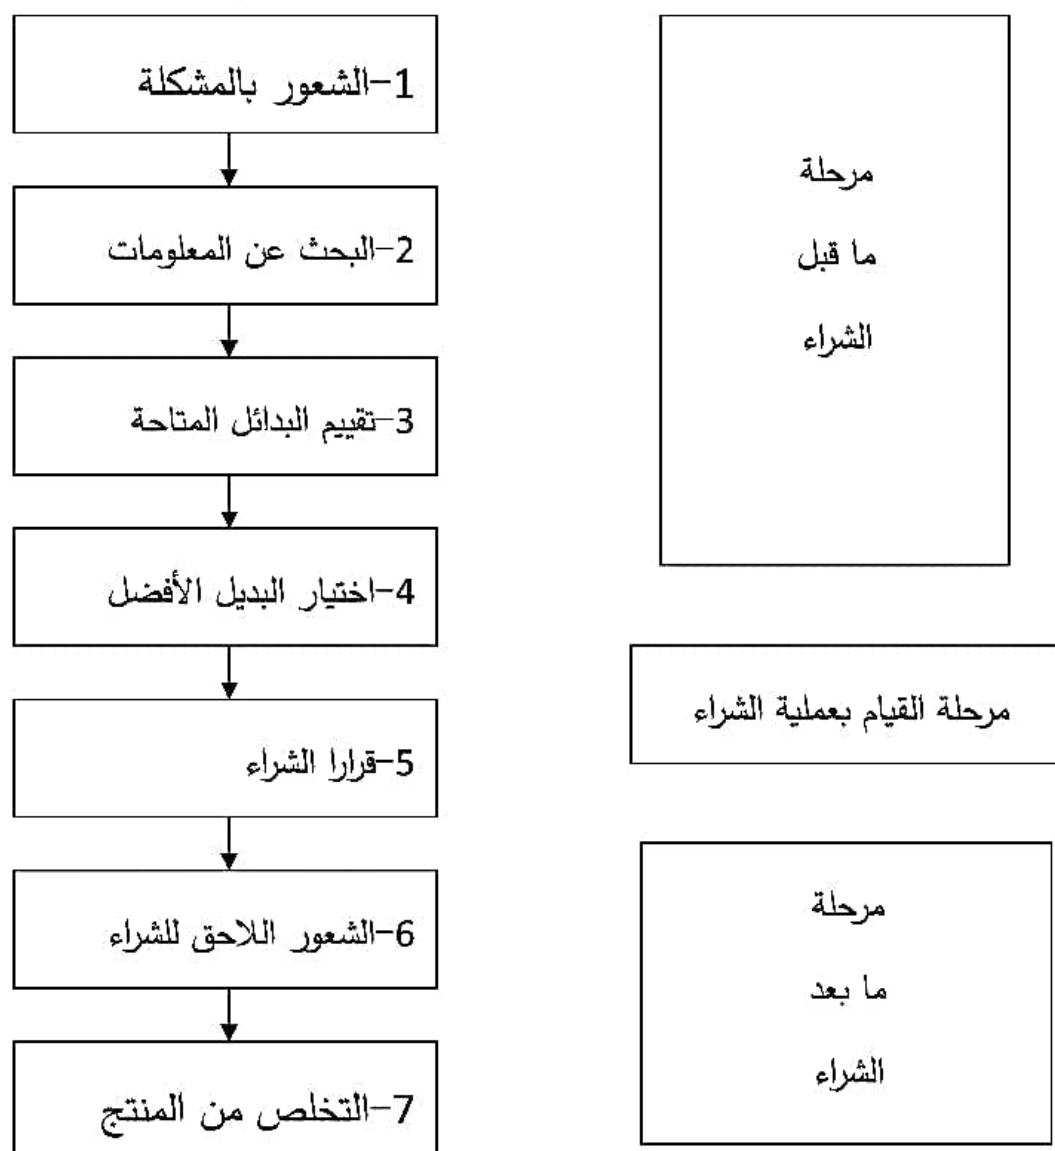 1-الشعور بالمشكلة
2-البحث عن المعلومات
3-تقييم البدائل المتاحة
4-اختيار البديل الأفضل
5-قرارا الشراء
6-الشعور اللاحق للشراء
7-التخلص من المنتج
مرحلة
ما قبل
الشراء
مرحلة القيام بعملية الشراء
مرحلة
ما بعد
الشراء